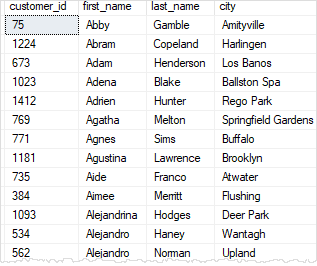 customer_id first_name last_name city
75 Abby Gamble Amityville
1224 Abram Copeland Harlingen
673 Adam Henderson Los Banos
1023 Adena Blake Ballston Spa
1412 Adrien Hunter Rego Park
769 Agatha Melton Springfield Gardens
771 Agnes Sims Buffalo
1181 Agustina Lawrence Brooklyn
735 Aide Franco Atwater
384 Aimee Merritt Flushing
1093 Alejandrina Hodges Deer Park
534 Alejandro Haney Wantagh
562 Alejandro Norman Upland